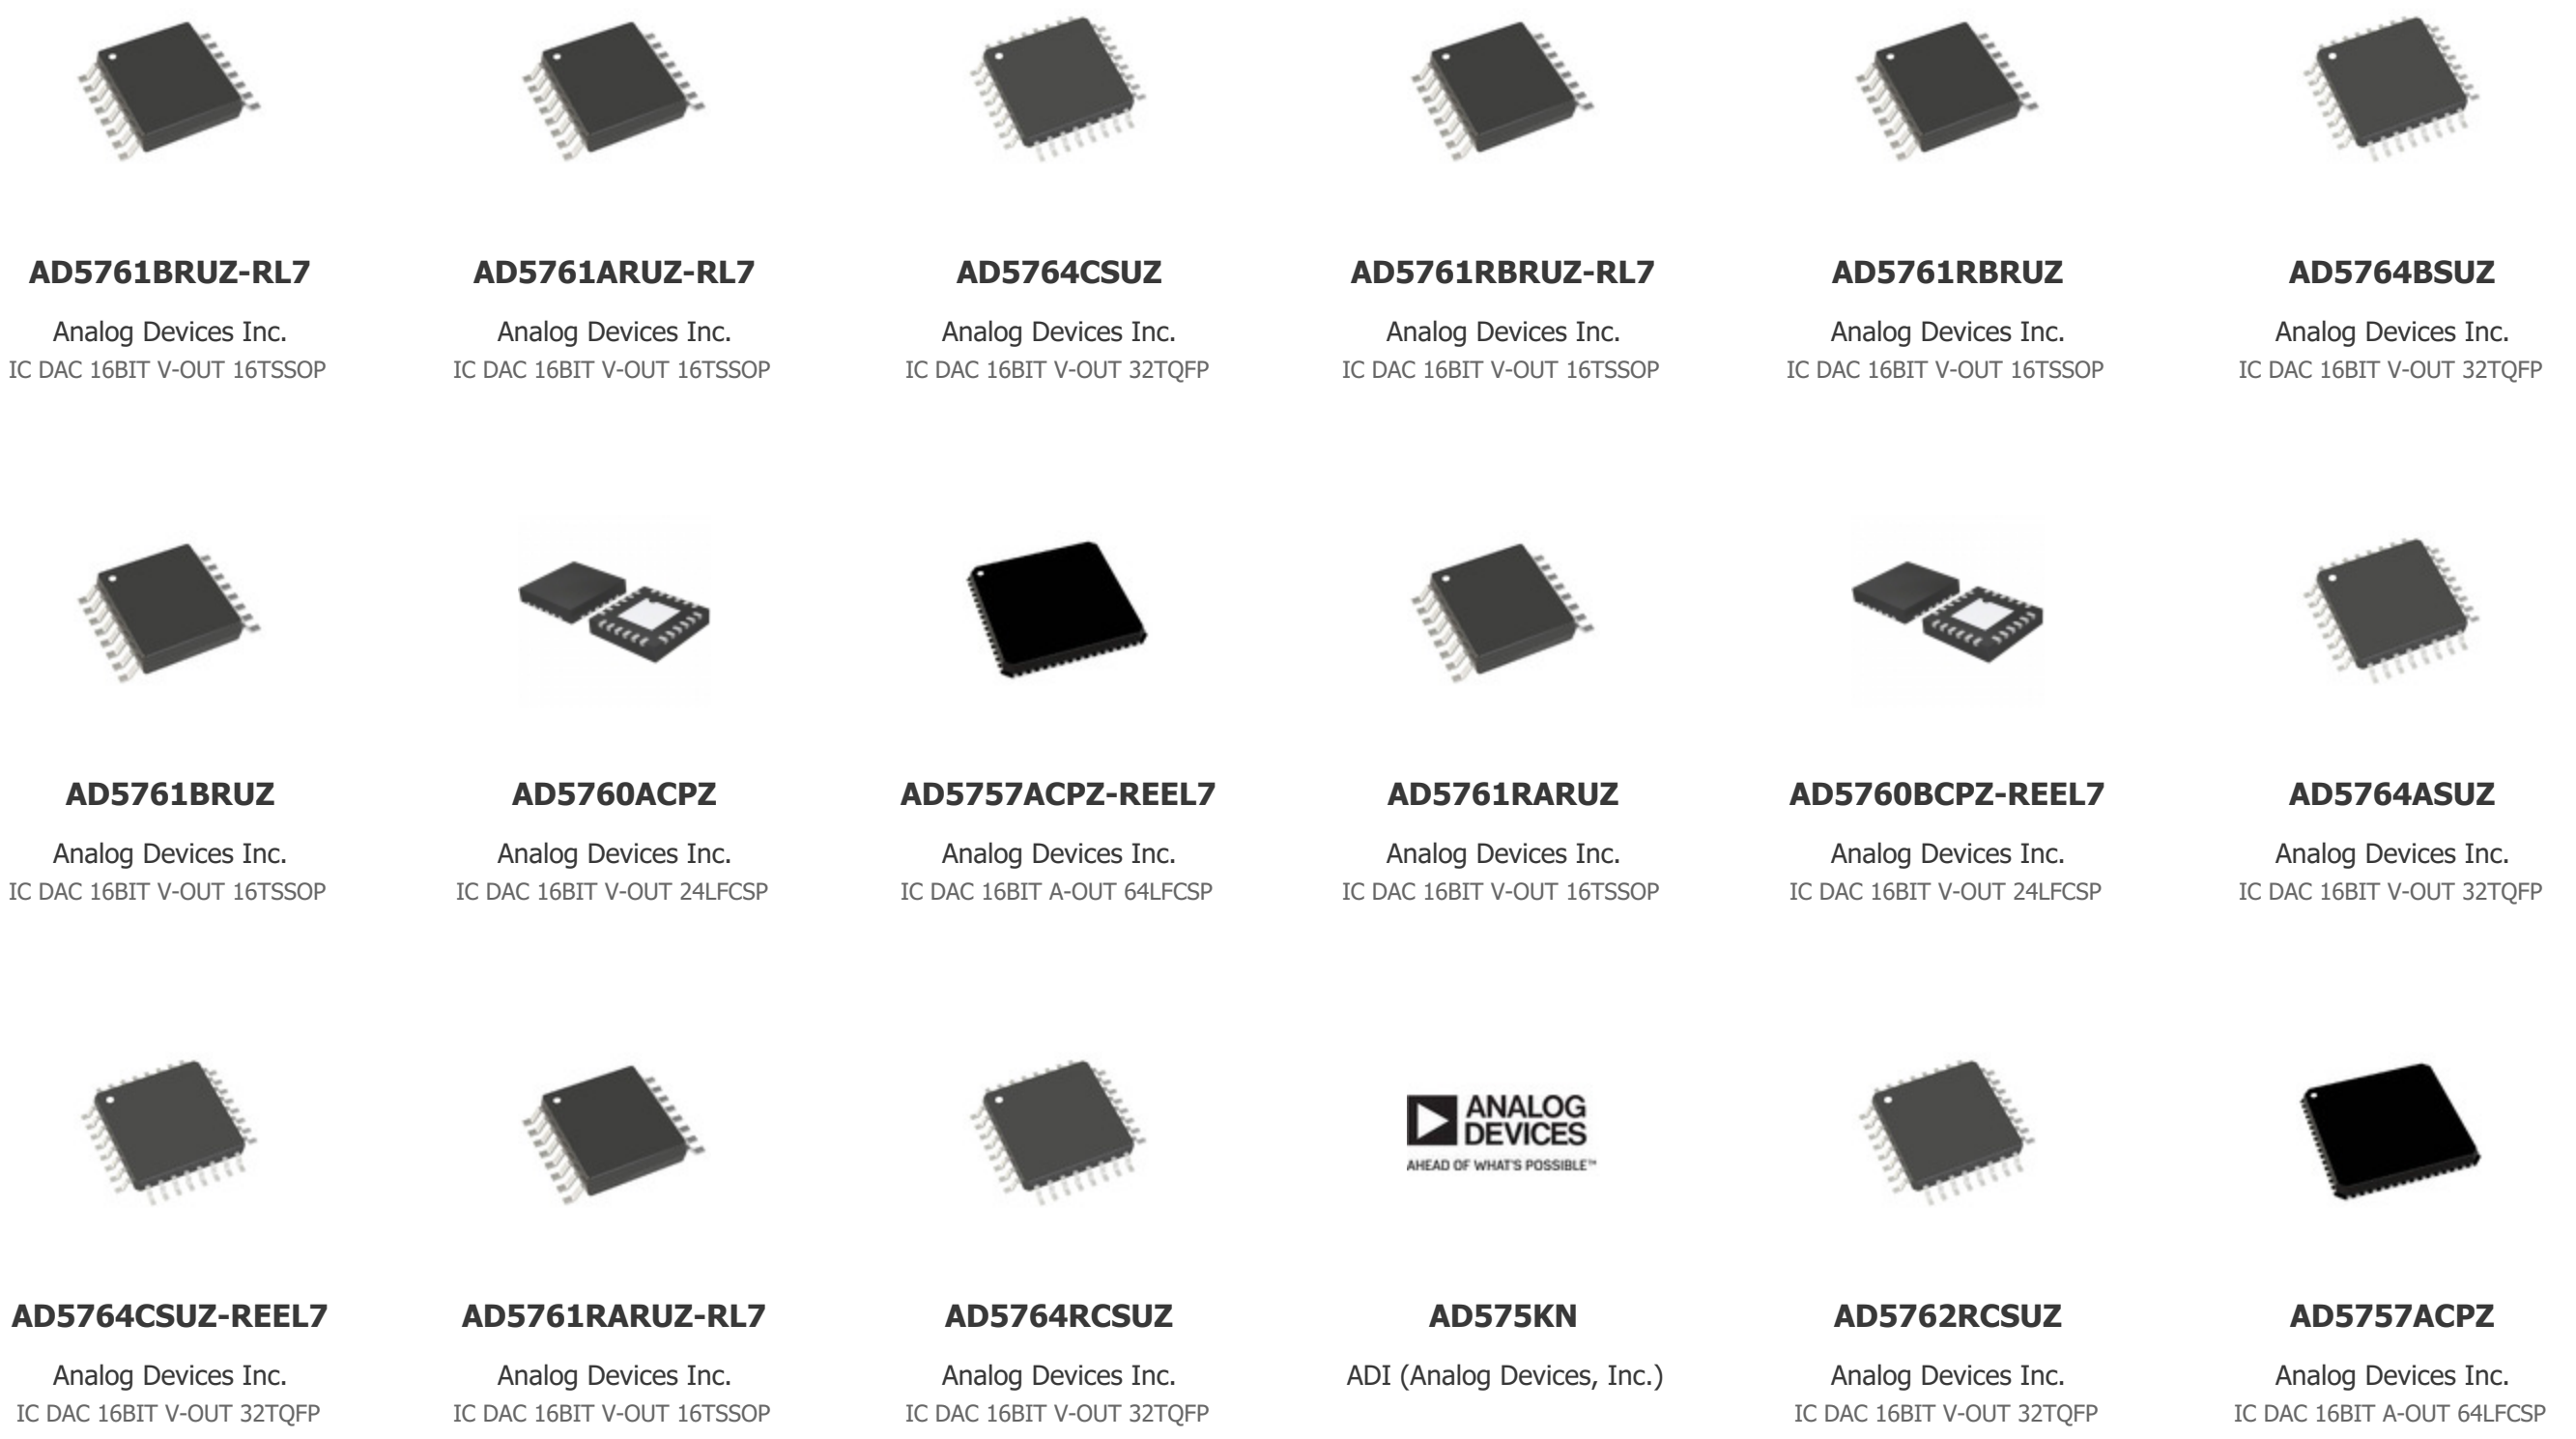 AD5761BRUZ-RL7
Analog Devices Inc.
IC DAC 16BIT V-OUT 16TSSOP
AD5761ARUZ-RL7
Analog Devices Inc.
IC DAC 16BIT V-OUT 16TSSOP
AD5764CSUZ
Analog Devices Inc.
IC DAC 16BIT V-OUT 32TQFP
AD5761RBRUZ-RL7
Analog Devices Inc.
IC DAC 16BIT V-OUT 16TSSOP
AD5761RBRUZ
Analog Devices Inc.
IC DAC 16BIT V-OUT 16TSSOP
AD5764BSUZ
Analog Devices Inc.
IC DAC 16BIT V-OUT 32TQFP
AD5761BRUZ
Analog Devices Inc.
IC DAC 16BIT V-OUT 16TSSOP
AD5760ACPZ
Analog Devices Inc.
IC DAC 16BIT V-OUT 24LFCSP
AD5757ACPZ-REEL7
Analog Devices Inc.
IC DAC 16BIT A-OUT 64LFCSP
AD5761RARUZ
Analog Devices Inc.
IC DAC 16BIT V-OUT 16TSSOP
AD5760BCPZ-REEL7
Analog Devices Inc.
IC DAC 16BIT V-OUT 24LFCSP
AD5764ASUZ
Analog Devices Inc.
IC DAC 16BIT V-OUT 32TQFP
AD5764CSUZ-REEL7
Analog Devices Inc.
IC DAC 16BIT V-OUT 32TQFP
AD5761RARUZ-RL7
Analog Devices Inc.
IC DAC 16BIT V-OUT 16TSSOP
AD5764RCSUZ
Analog Devices Inc.
IC DAC 16BIT V-OUT 32TQFP
ANALOG
DEVICES
AHEAD OF WHAT'S POSSIBLE™
AD575KN
ADI (Analog Devices, Inc.)
AD5762RCSUZ
Analog Devices Inc.
IC DAC 16BIT V-OUT 32TQFP
AD5757ACPZ
Analog Devices Inc.
IC DAC 16BIT A-OUT 64LFCSP